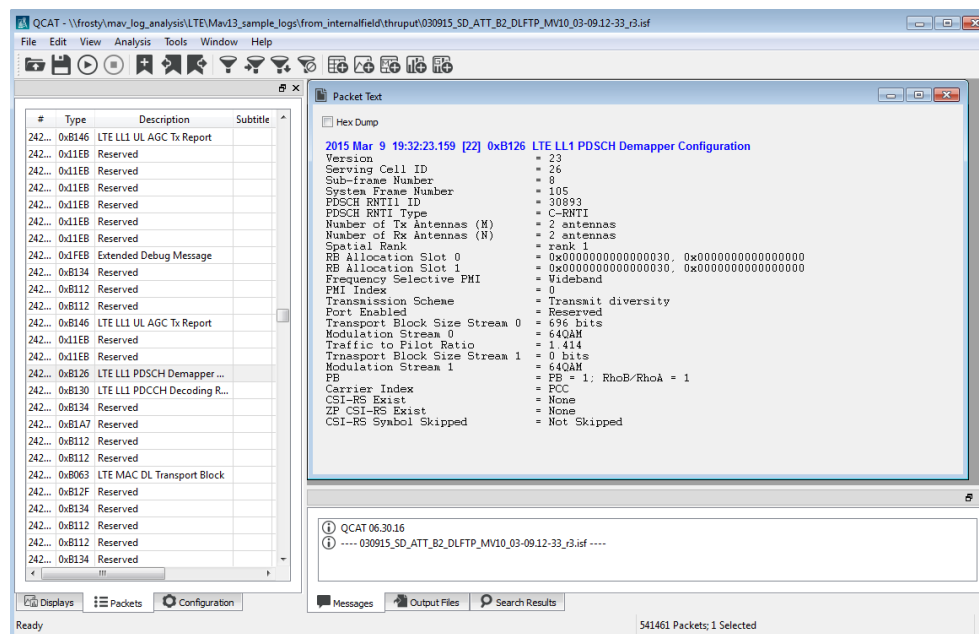 QCAT - \\frosty\mav_log_analysis\LTE\Mav13_sample_logs\from_internalfield\thruput\030915_SD_ATT_B2_DLFTP_MV10_03-09.12-33_r3.isf
File Edit View Analysis Tools Window Help
# Type Description Subtitle
242... 0xB146 LTE LL1 UL AGC Tx Report
242... 0x11EB Reserved
242... 0x11EB Reserved
242... 0x11EB Reserved
242... 0x11EB Reserved
242... 0x11EB Reserved
242... 0x11EB Reserved
242... 0x1FEB Extended Debug Message
242... 0xB134 Reserved
242... 0xB112 Reserved
242... 0xB112 Reserved
242... 0xB146 LTE LL1 UL AGC Tx Report
242... 0x11EB Reserved
242... 0x11EB Reserved
242... 0xB126 LTE LL1 PDSCH Demapper ...
242... 0xB130 LTE LL1 PDCCH Decoding R...
242... 0xB134 Reserved
242... 0xB1A7 Reserved
242... 0xB112 Reserved
242... 0xB112 Reserved
242... 0xB063 LTE MAC DL Transport Block
242... 0xB12F Reserved
242... 0xB134 Reserved
242... 0xB112 Reserved
242... 0xB112 Reserved
242... 0xB134 Reserved
Displays Packets Configuration
Packet Text
Hex Dump
2015 Mar 9 19:32:23.159 [22] 0xB126 LTE LL1 PDSCH Demapper Configuration
Version = 23
Serving Cell ID = 26
Sub-frame Number = 8
System Frame Number = 105
PDSCH RNTIl ID = 30893
PDSCH RNTI Type = C-RNTI
Number of Tx Antennas (M) = 2 antennas
Number of Rx Antennas (N) = 2 antennas
Spatial Rank = rank 1
RB Allocation Slot 0 = 0x0000000000000030, 0x0000000000000000
RB Allocation Slot 1 = 0x0000000000000030, 0x0000000000000000
Frequency Selective PMI = Wideband
PMI Index = 0
Transmission Scheme = Transmit diversity
Port Enabled = Reserved
Transport Block Size Stream 0 = 696 bits
Modulation Stream 0 = 64QAM
Traffic to Pilot Ratio = 1.414
Trnasport Block Size Stream 1 = 0 bits
Modulation Stream 1 = 64QAM
PB = PB = 1; RhoB/RhoA = 1
Carrier Index = PCC
CSI-RS Exist = None
ZP CSI-RS Exist = None
CSI-RS Symbol Skipped = Not Skipped
QCAT 06.30.16
---- 030915_SD_ATT_B2_DLFTP_MV10_03-09.12-33_r3.isf ----
Messages Output Files Search Results
Ready
541461 Packets; 1 Selected